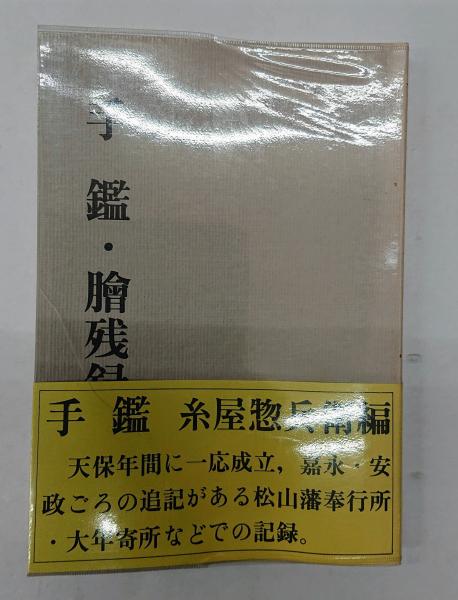 手鑑・膾残録
手鑑 糸屋惣兵衛編
天保年間に一応成立，嘉永・安
政ごろの追記がある松山藩奉行所
・大年寄所などでの記録。